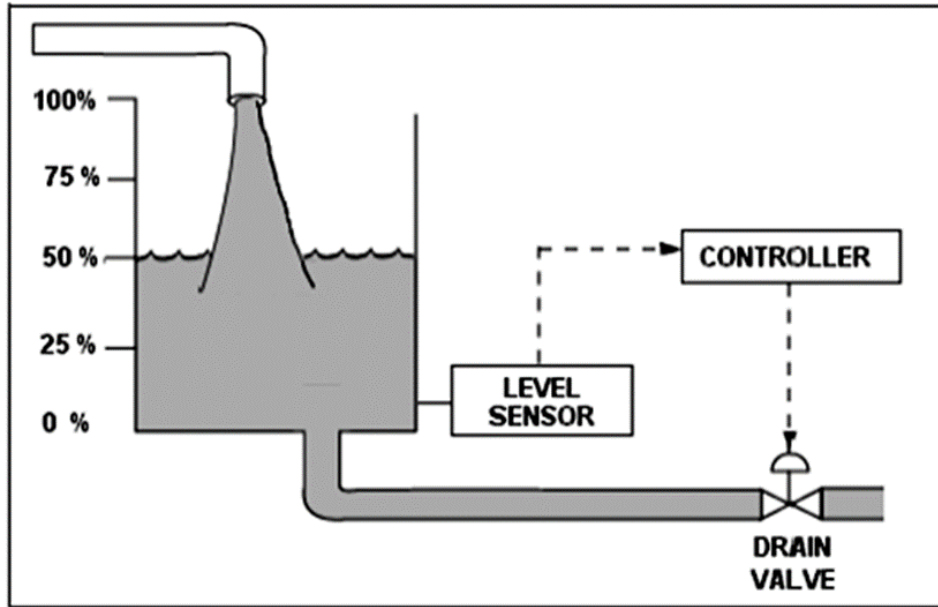 100%
75 %
50 %
25 %
0 %
CONTROLLER
LEVEL
SENSOR
DRAIN
VALVE